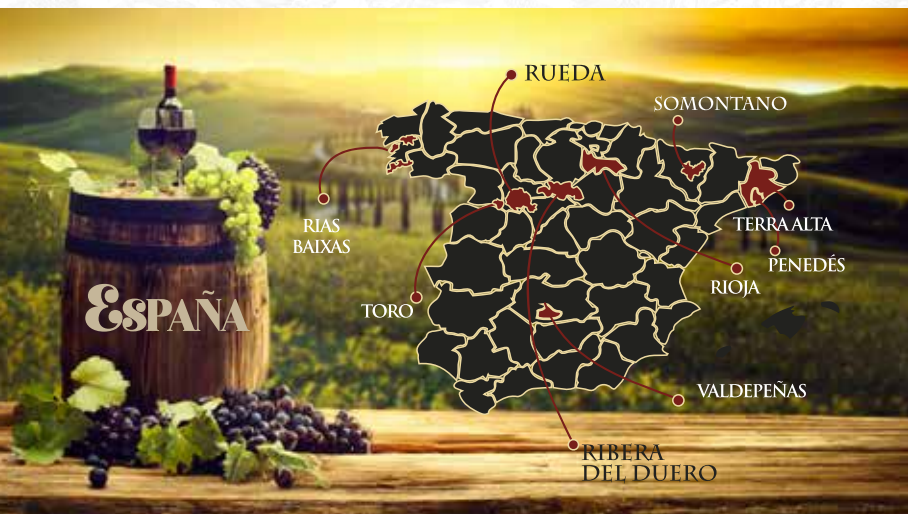 RUEDA
SOMONTANO
RIAS
BAIXAS
TERRA ALTA
PENEDÉS
RIOJA
TORO
ESPAÑA
VALDEPEÑAS
RIBERA
DEL DUERO